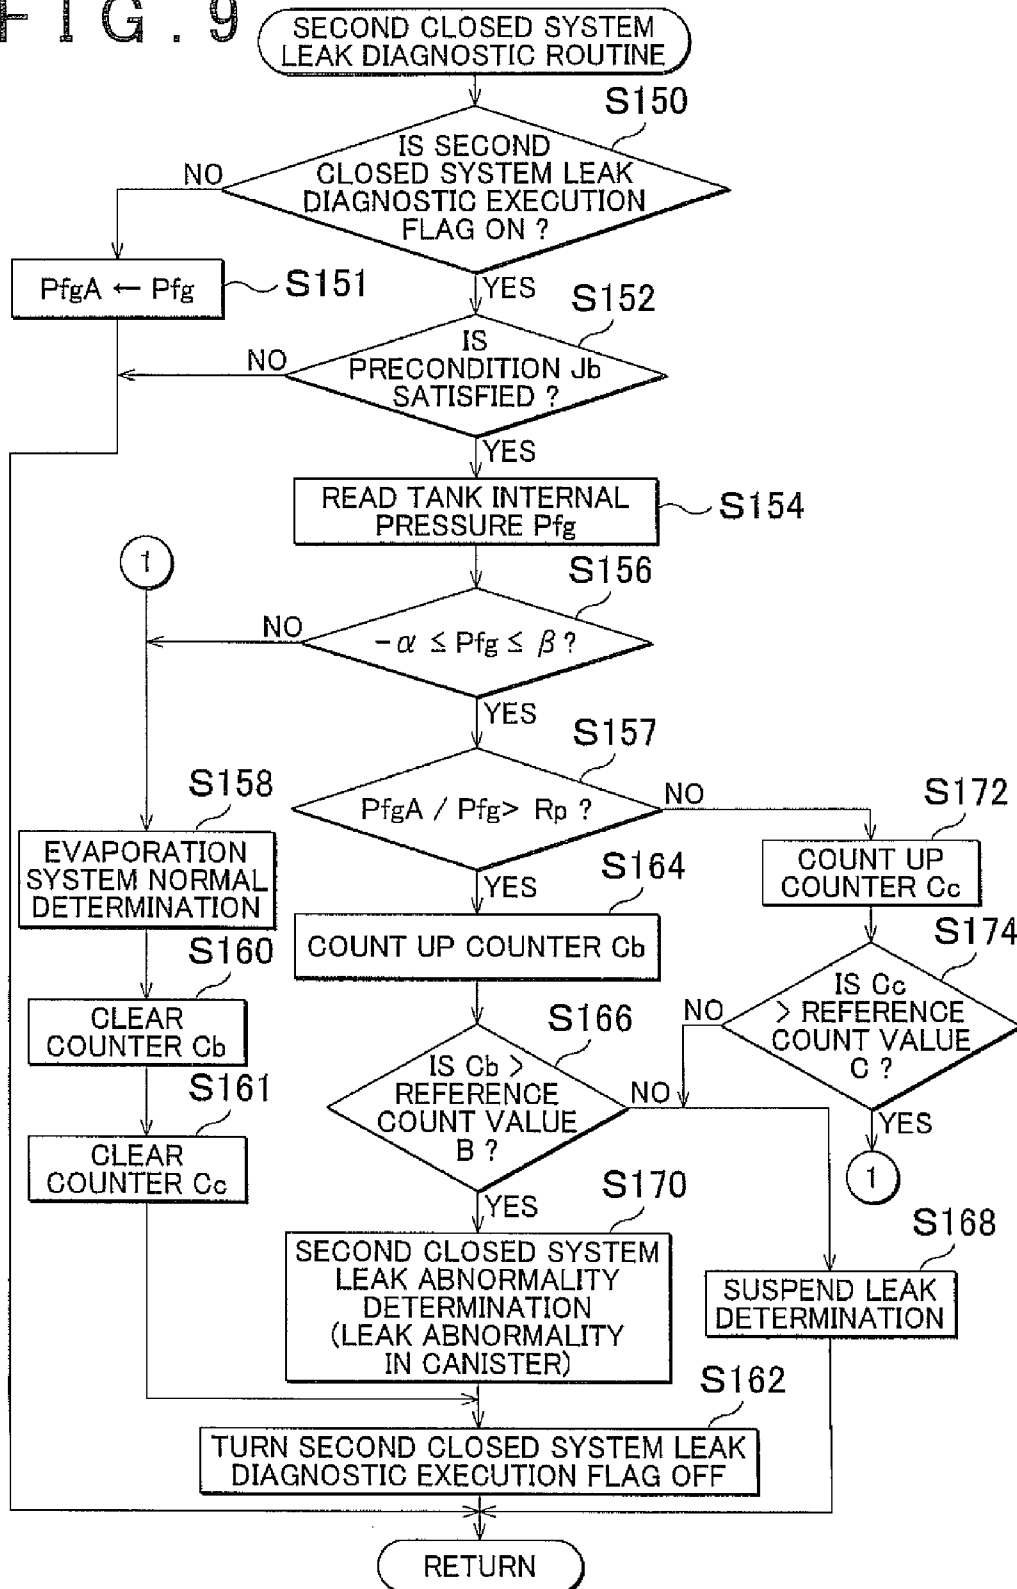 FIG. 9
SECOND CLOSED SYSTEM
LEAK DIAGNOSTIC ROUTINE
S150
IS SECOND
CLOSED SYSTEM LEAK
DIAGNOSTIC EXECUTION
FLAG ON ?
NO
YES
PfgA ← Pfg
S151
S152
IS
PRECONDITION Jb
SATISFIED ?
NO
YES
READ TANK INTERNAL
PRESSURE Pfg
S154
1
S156
- α ≤ Pfg ≤ β ?
NO
YES
S157
PfgA / Pfg> Rp ?
NO
YES
S158
EVAPORATION
SYSTEM NORMAL
DETERMINATION
S172
COUNT UP
COUNTER Cc
S164
COUNT UP COUNTER Cb
S160
CLEAR
COUNTER Cb
S174
IS Cc
> REFERENCE
COUNT VALUE
C ?
NO
YES
1
S166
IS Cb >
REFERENCE
COUNT VALUE
B ?
NO
YES
S161
CLEAR
COUNTER Cc
S170
SECOND CLOSED SYSTEM
LEAK ABNORMALITY
DETERMINATION
(LEAK ABNORMALITY
IN CANISTER)
S168
SUSPEND LEAK
DETERMINATION
S162
TURN SECOND CLOSED SYSTEM LEAK
DIAGNOSTIC EXECUTION FLAG OFF
RETURN